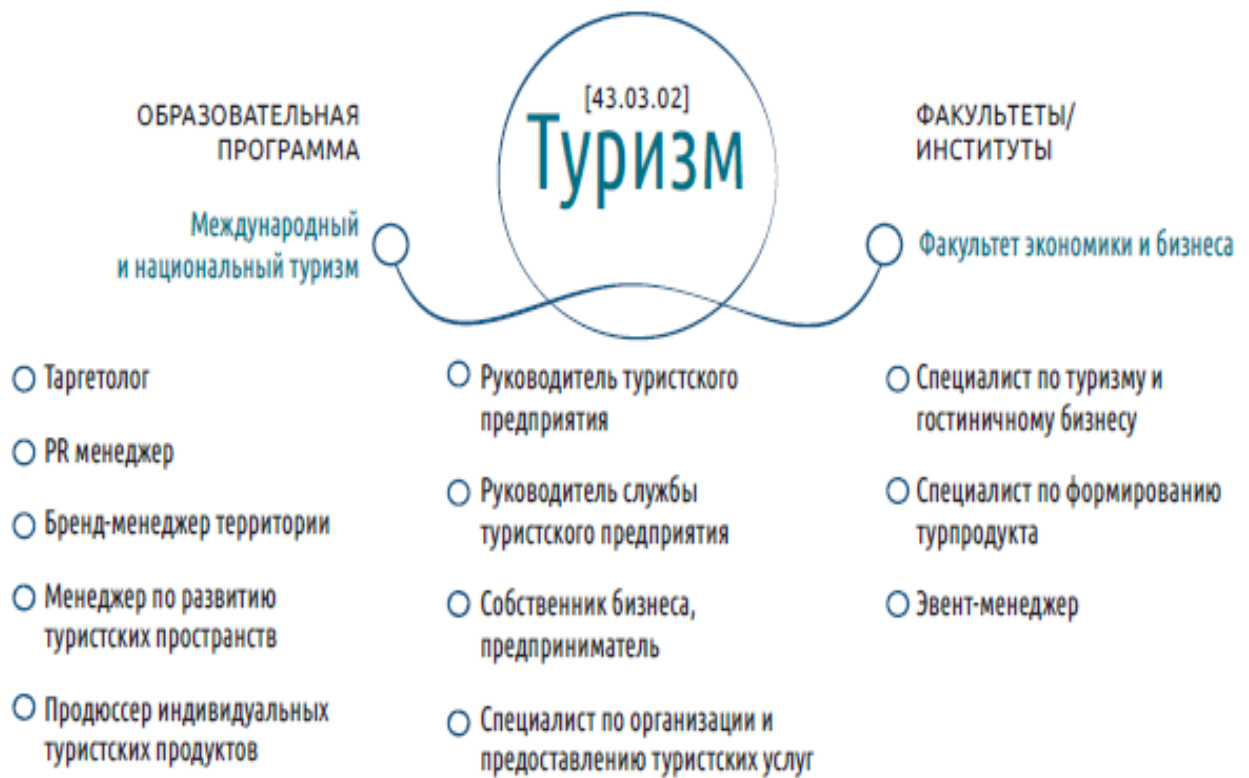 ОБРАЗОВАТЕЛЬНАЯ
ПРОГРАММА
Международный
и национальный туризм
[43.03.02]
Туризм
ФАКУЛЬТЕТЫ/
ИНСТИТУТЫ
Факультет экономики и бизнеса
Таргетолог
PR менеджер
Бренд-менеджер территории
Менеджер по развитию
туристских пространств
Продюссер индивидуальных
туристских продуктов
Руководитель туристского
предприятия
Руководитель службы
туристского предприятия
Собственник бизнеса,
предприниматель
Специалист по организации и
предоставлению туристских услуг
Специалист по туризму и
гостиничному бизнесу
Специалист по формированию
турпродукта
Эвент-менеджер